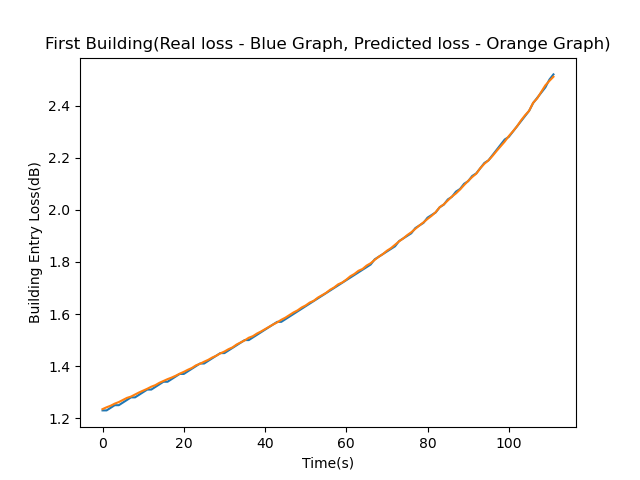 First Building(Real loss - Blue Graph, Predicted loss - Orange Graph)
2.4
2.2
2.0
1.8
1.6
1.4
1.2
Building Entry Loss(dB)
0 20 40 60 80 100
Time(s)